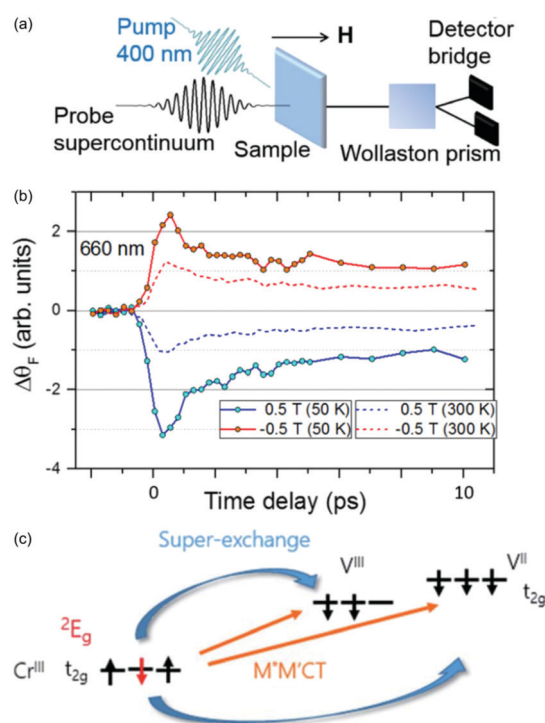 (a)
Pump
400 nm
H
Detector
bridge
Probe
supercontinuum
Sample
Wollaston prism
(b)
660 nm
ΔθF (arb. units)
2
0
-2
-4
0.5 T (50 K)
-0.5 T (50 K)
0.5 T (300 K)
-0.5 T (300 K)
0
10
Time delay (ps)
(c)
Super-exchange
VIII
VII
t2g
2Eg
CrIII
t2g
M*M'CT